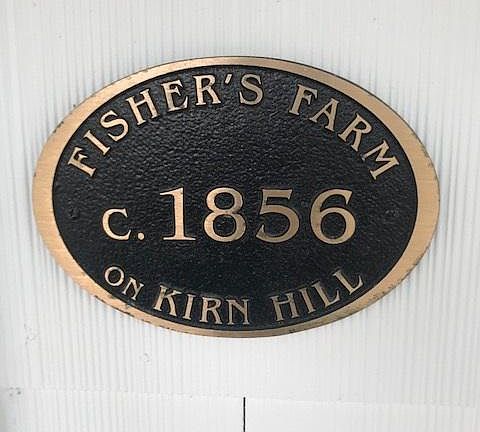 FISHER'S FARM
C. 1856
ON KIRN HILL